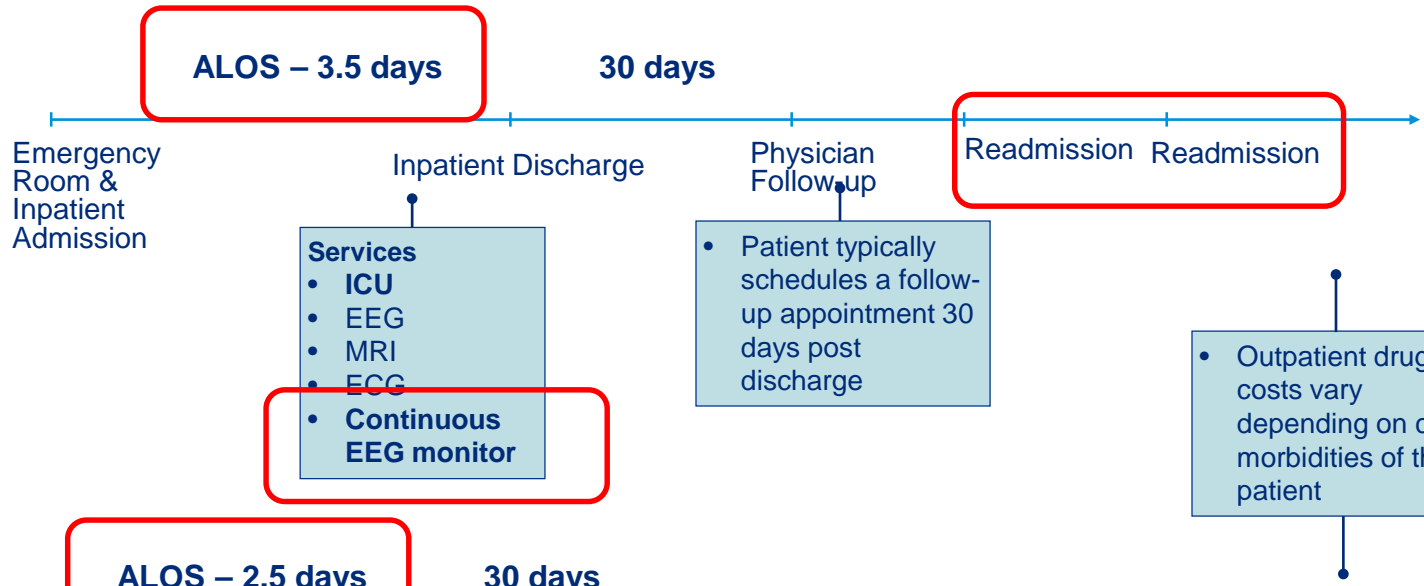 ALOS – 3.5 days
30 days
Emergency
Room &
Inpatient
Admission
Inpatient Discharge
Physician
Follow-up
Readmission
Readmission
Services
• ICU
• EEG
• MRI
• ECG
• Continuous
EEG monitor
• Patient typically
schedules a follow-
up appointment 30
days post
discharge
• Outpatient drug
costs vary
depending on
morbidities of
patient
ALOS – 2.5 days
30 days